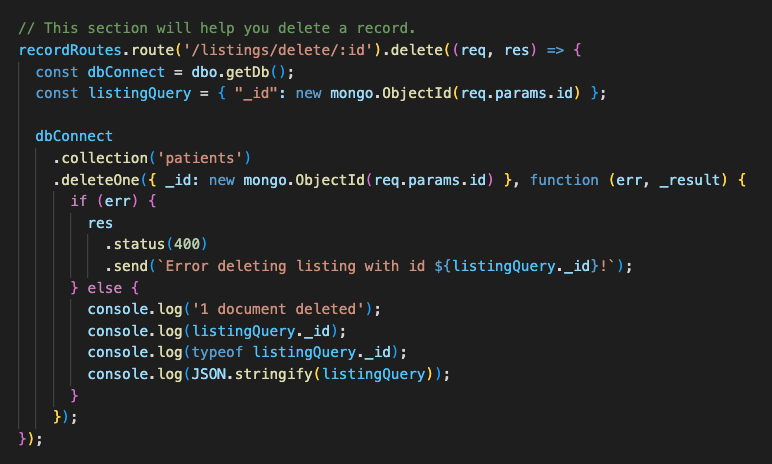 // This section will help you delete a record.
recordRoutes.route('/listings/delete/:id').delete((req, res) => {
  const dbConnect = dbo.getDb();
  const listingQuery = { "_id": new mongo.ObjectId(req.params.id) };

  dbConnect
    .collection('patients')
    .deleteOne({ _id: new mongo.ObjectId(req.params.id) }, function (err, _result) {
      if (err) {
        res
          .status(400)
          .send(`Error deleting listing with id ${listingQuery._id}!`);
      } else {
        console.log('1 document deleted');
        console.log(listingQuery._id);
        console.log(typeof listingQuery._id);
        console.log(JSON.stringify(listingQuery));
      }
    });
});